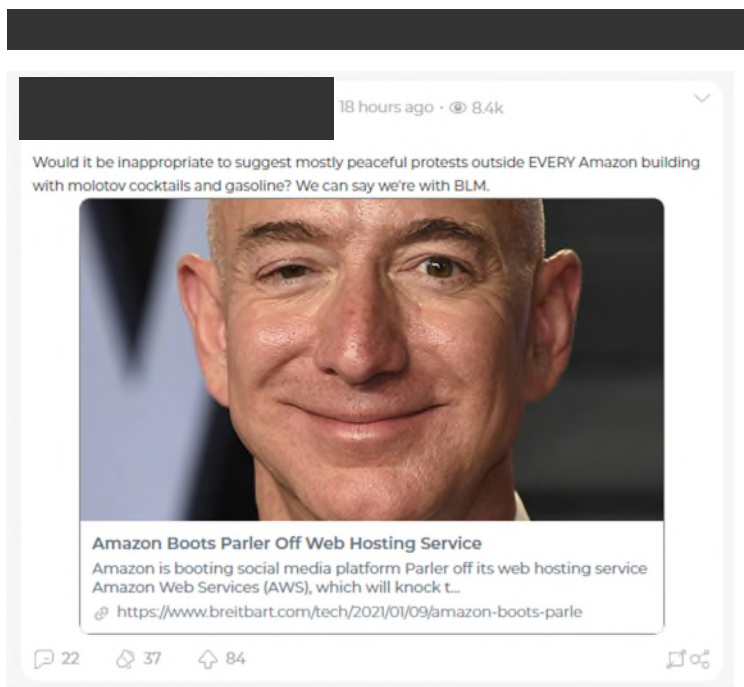 18 hours ago • 8.4k
Would it be inappropriate to suggest mostly peaceful protests outside EVERY Amazon building
with molotov cocktails and gasoline? We can say we're with BLM.
Amazon Boots Parler Off Web Hosting Service
Amazon is booting social media platform Parler off its web hosting service
Amazon Web Services (AWS), which will knock t...
https://www.breitbart.com/tech/2021/01/09/amazon-boots-parle
22 37 84